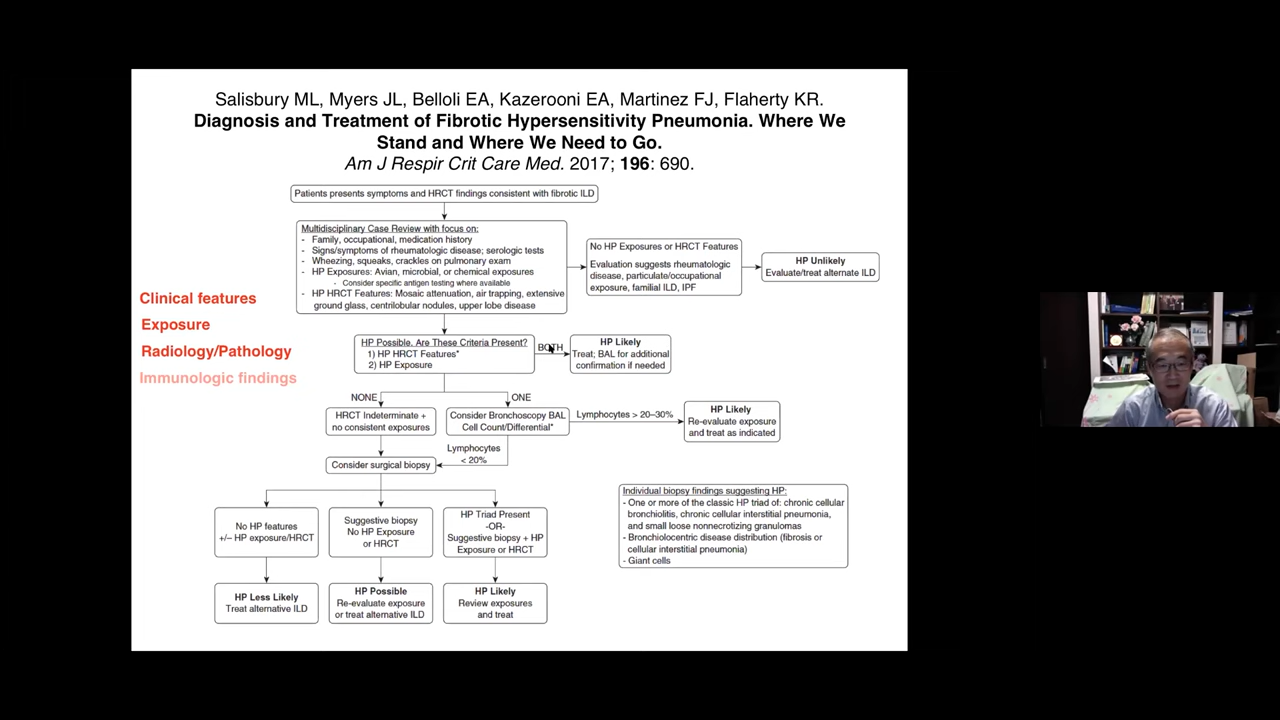 Salisbury ML, Myers JL, Belloli EA, Kazerooni EA, Martinez FJ, Flaherty KR.
Diagnosis and Treatment of Fibrotic Hypersensitivity Pneumonia. Where We
Stand and Where We Need to Go.
Am J Respir Crit Care Med. 2017; 196: 690.
Patients presents symptoms and HRCT findings consistent with fibrotic ILD
Multidisciplinary Case Review with focus on:
- Family, occupational, medication history
- Signs/symptoms of rheumatologic disease; serologic tests
- Wheezing, squeaks, crackles on pulmonary exam
- HP Exposures: Avian, microbial, or chemical exposures
- Consider specific antigen testing where available
- HP HRCT Features: Mosaic attenuation, air trapping, extensive
ground glass, centrilobular nodules, upper lobe disease
No HP Exposures or HRCT Features
Evaluation suggests rheumatologic
disease, particulate/occupational
exposure, familial ILD, IPF
HP Unlikely
Evaluate/treat alternate ILD
Clinical features
Exposure
Radiology/Pathology
Immunologic findings
HP Possible, Are These Criteria Present?
1) HP HRCT Features*
2) HP Exposure
BOTH
HP Likely
Treat; BAL for additional
confirmation if needed
NONE
ONE
HRCT Indeterminate +
no consistent exposures
Consider Bronchoscopy BAL
Cell Count/Differential*
Lymphocytes > 20–30%
HP Likely
Re-evaluate exposure
and treat as indicated
Lymphocytes
< 20%
Consider surgical biopsy
No HP features
+/– HP exposure/HRCT
Suggestive biopsy
No HP Exposure
or HRCT
HP Triad Present
-OR-
Suggestive biopsy + HP
Exposure or HRCT
Individual biopsy findings suggesting HP:
- One or more of the classic HP triad of: chronic cellular
bronchiolitis, chronic cellular interstitial pneumonia,
and small loose nonnecrotizing granulomas
- Bronchiolocentric disease distribution (fibrosis or
cellular interstitial pneumonia)
- Giant cells
HP Less Likely
Treat alternative ILD
HP Possible
Re-evaluate exposure
or treat alternative ILD
HP Likely
Review exposures
and treat